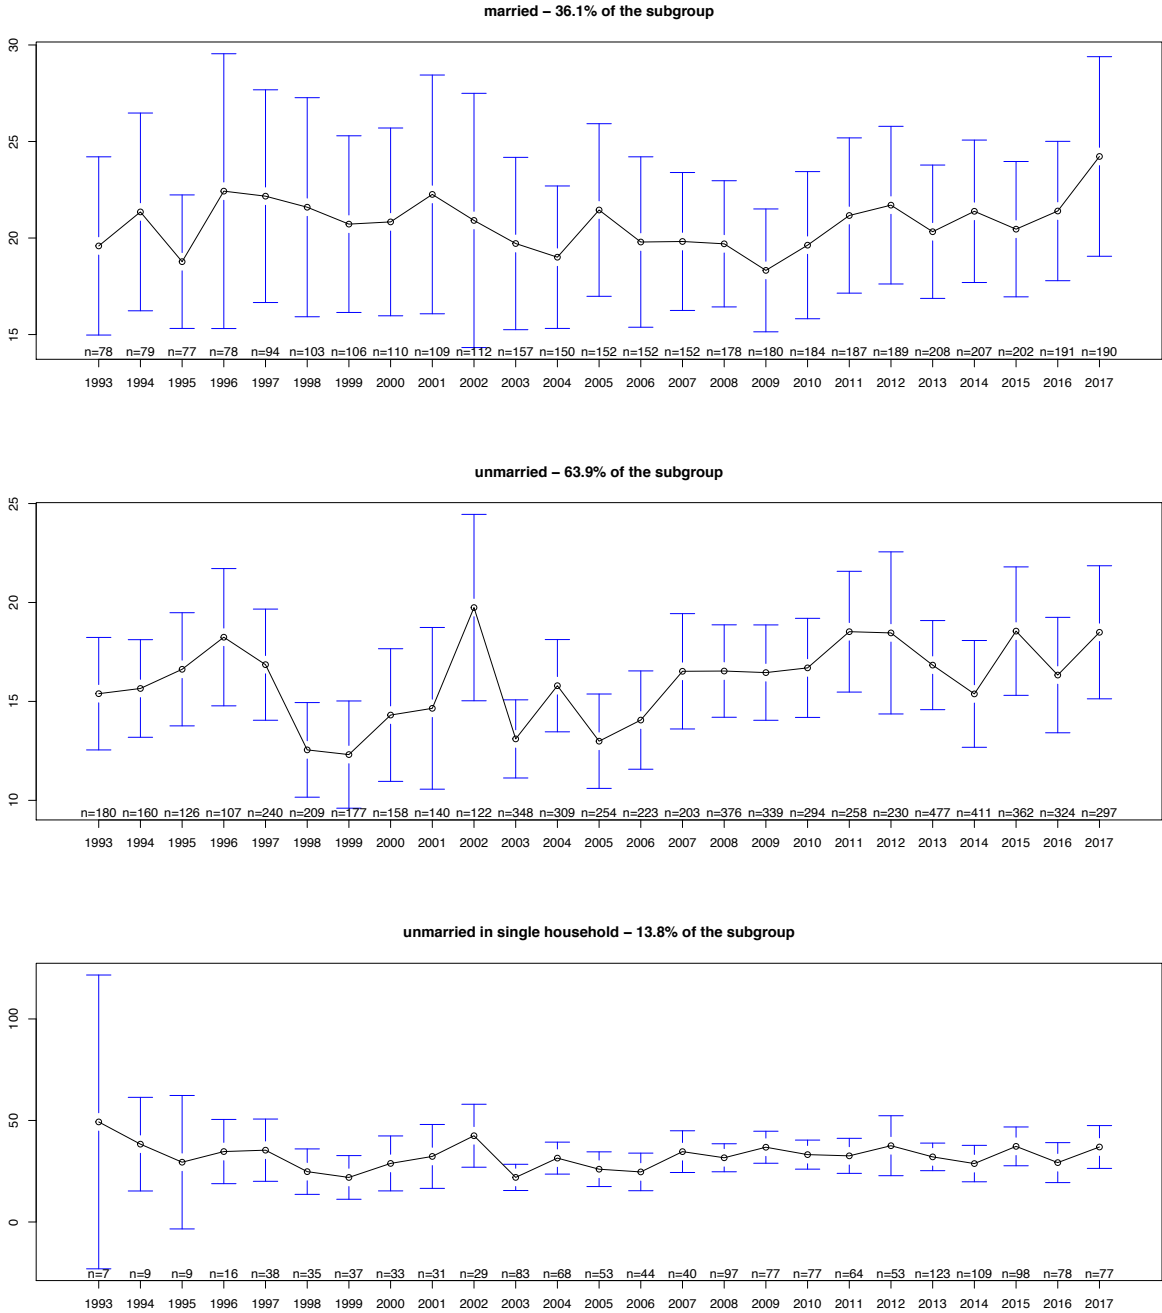 married – 36.1% of the subgroup
30
25
20
15
n=78 n=79 n=77 n=78 n=94 n=103 n=106 n=110 n=109 n=112 n=157 n=150 n=152 n=152 n=152 n=178 n=180 n=184 n=187 n=189 n=208 n=207 n=202 n=191 n=190
1993 1994 1995 1996 1997 1998 1999 2000 2001 2002 2003 2004 2005 2006 2007 2008 2009 2010 2011 2012 2013 2014 2015 2016 2017
unmarried – 63.9% of the subgroup
25
20
15
10
n=180 n=160 n=126 n=107 n=240 n=209 n=177 n=158 n=140 n=122 n=348 n=309 n=254 n=223 n=203 n=376 n=339 n=294 n=258 n=230 n=477 n=411 n=362 n=324 n=297
1993 1994 1995 1996 1997 1998 1999 2000 2001 2002 2003 2004 2005 2006 2007 2008 2009 2010 2011 2012 2013 2014 2015 2016 2017
unmarried in single household – 13.8% of the subgroup
100
50
0
n=7 n=9 n=9 n=16 n=38 n=35 n=37 n=33 n=31 n=29 n=83 n=68 n=53 n=44 n=40 n=97 n=77 n=77 n=64 n=53 n=123 n=109 n=98 n=78 n=77
1993 1994 1995 1996 1997 1998 1999 2000 2001 2002 2003 2004 2005 2006 2007 2008 2009 2010 2011 2012 2013 2014 2015 2016 2017